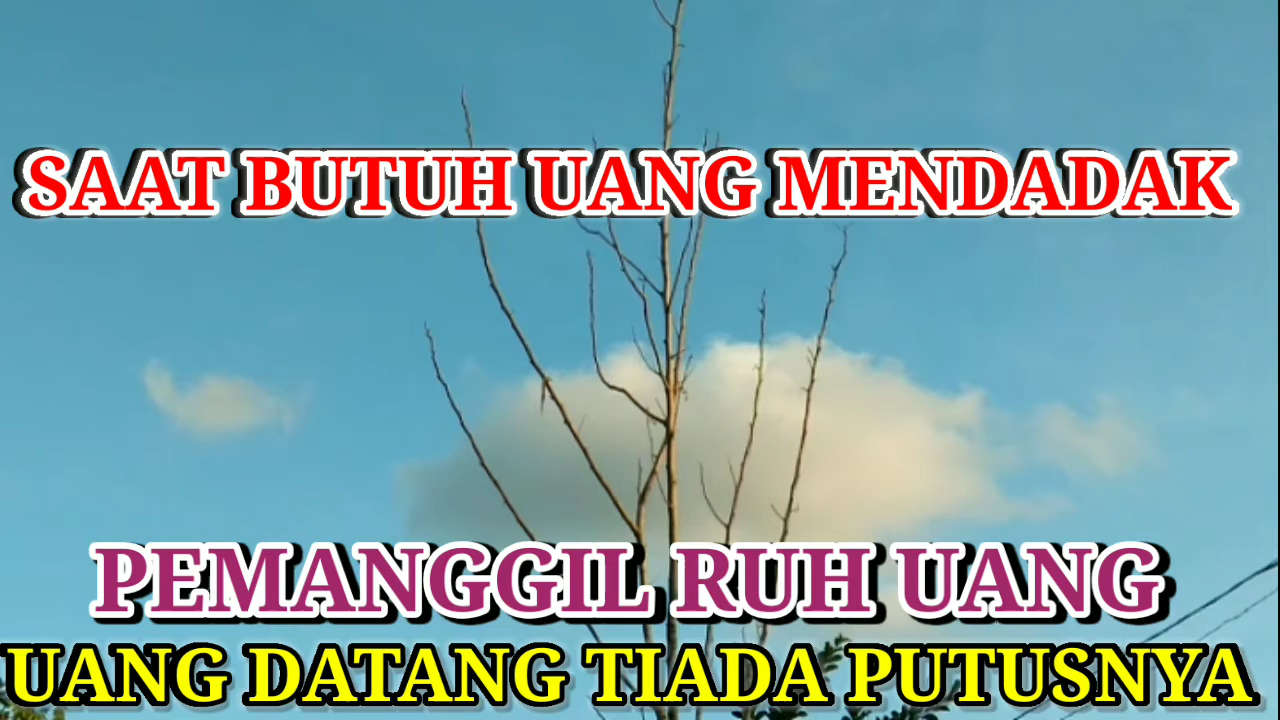 SAAT BUTUH UANG MENDADAK
PEMANGGIL RUH UANG
UANG DATANG TIADA PUTUSNYA